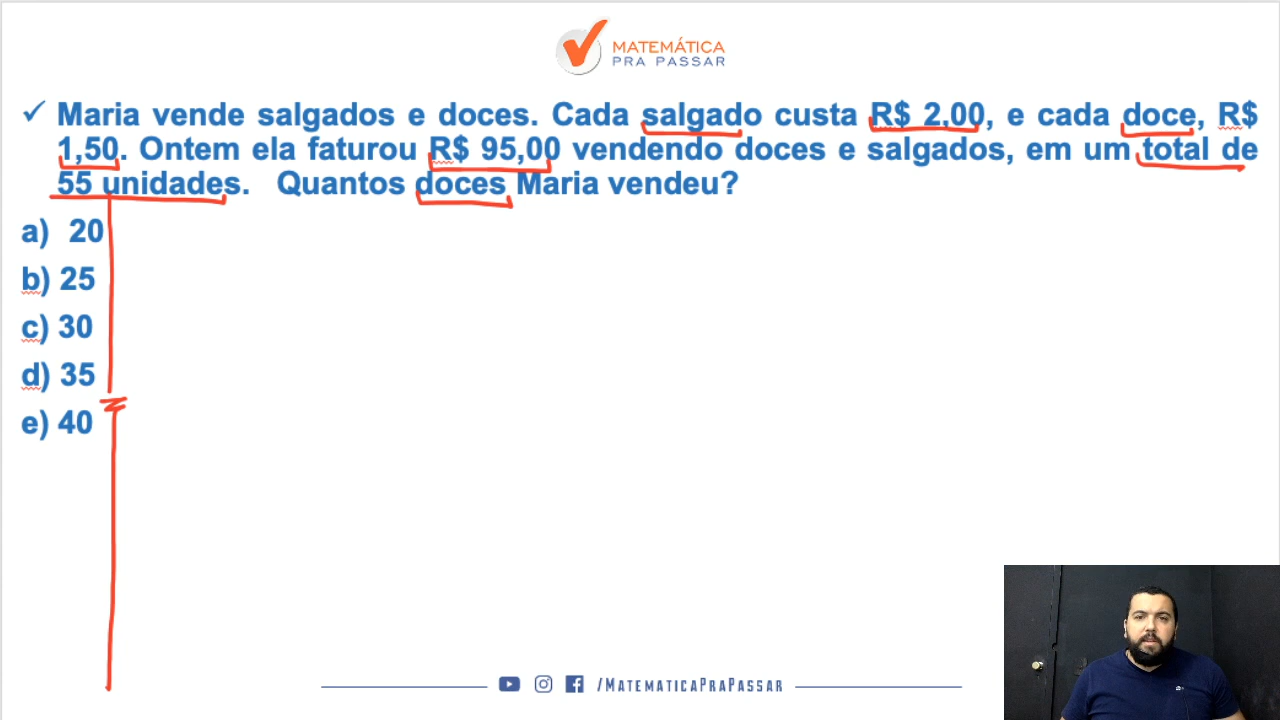 MATEMÁTICA
PRA PASSAR
✓ Maria vende salgados e doces. Cada salgado custa R$ 2,00, e cada doce, R$
1,50. Ontem ela faturou R$ 95,00 vendendo doces e salgados, em um total de
55 unidades. Quantos doces Maria vendeu?
a) 20
b) 25
c) 30
d) 35
e) 40
/MATEMATICAPRAPASSAR